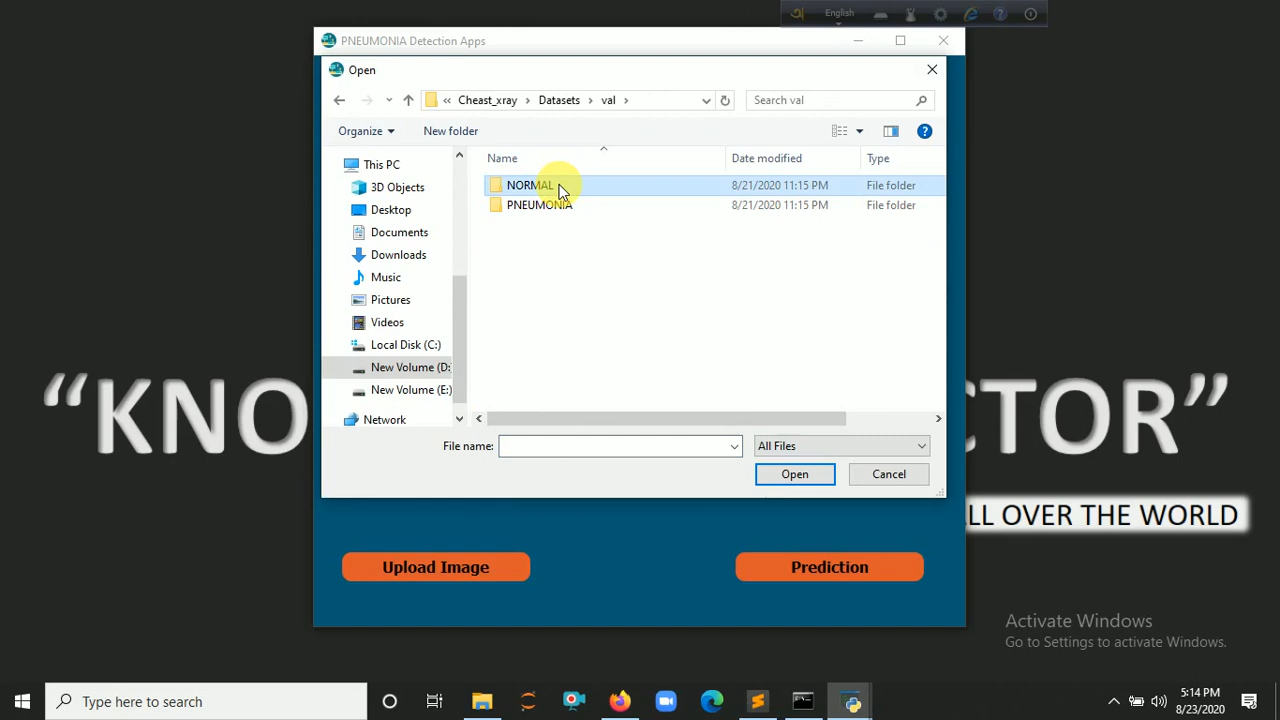 English
PNEUMONIA Detection Apps
Open
« Cheast_xray › Datasets › val ›
Search val
Organize
New folder
Name
Date modified
Type
This PC
3D Objects
Desktop
Documents
Downloads
Music
Pictures
Videos
Local Disk (C:)
New Volume (D:
New Volume (E:)
Network
NORMAL 8/21/2020 11:15 PM File folder
PNEUMONIA 8/21/2020 11:15 PM File folder
File name:
All Files
Open
Cancel
“KNO
CTOR”
LL OVER THE WORLD
Upload Image
Prediction
Activate Windows
Go to Settings to activate Windows.
Type here to search
5:14 PM
8/23/2020